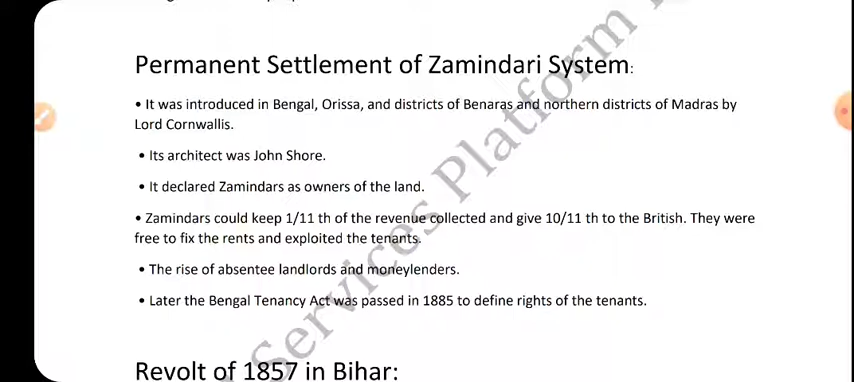 Permanent Settlement of Zamindari System:
• It was introduced in Bengal, Orissa, and districts of Benaras and northern districts of Madras by
Lord Cornwallis.
• Its architect was John Shore.
• It declared Zamindars as owners of the land.
• Zamindars could keep 1/11 th of the revenue collected and give 10/11 th to the British. They were
free to fix the rents and exploited the tenants.
• The rise of absentee landlords and moneylenders.
• Later the Bengal Tenancy Act was passed in 1885 to define rights of the tenants.
Revolt of 1857 in Bihar:
Services Platform